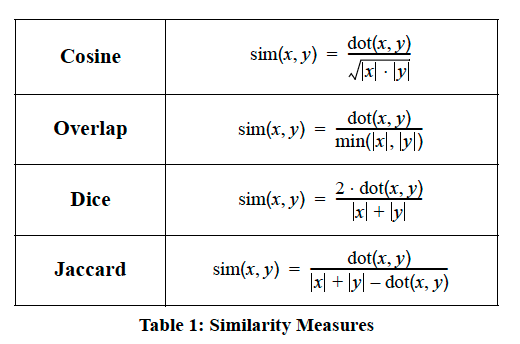 Cosine sim(x, y) = dot(x, y) / √|x| · |y|
Overlap sim(x, y) = dot(x, y) / min(|x|, |y|)
Dice sim(x, y) = 2 · dot(x, y) / |x| + |y|
Jaccard sim(x, y) = dot(x, y) / |x| + |y| – dot(x, y)
Table 1: Similarity Measures